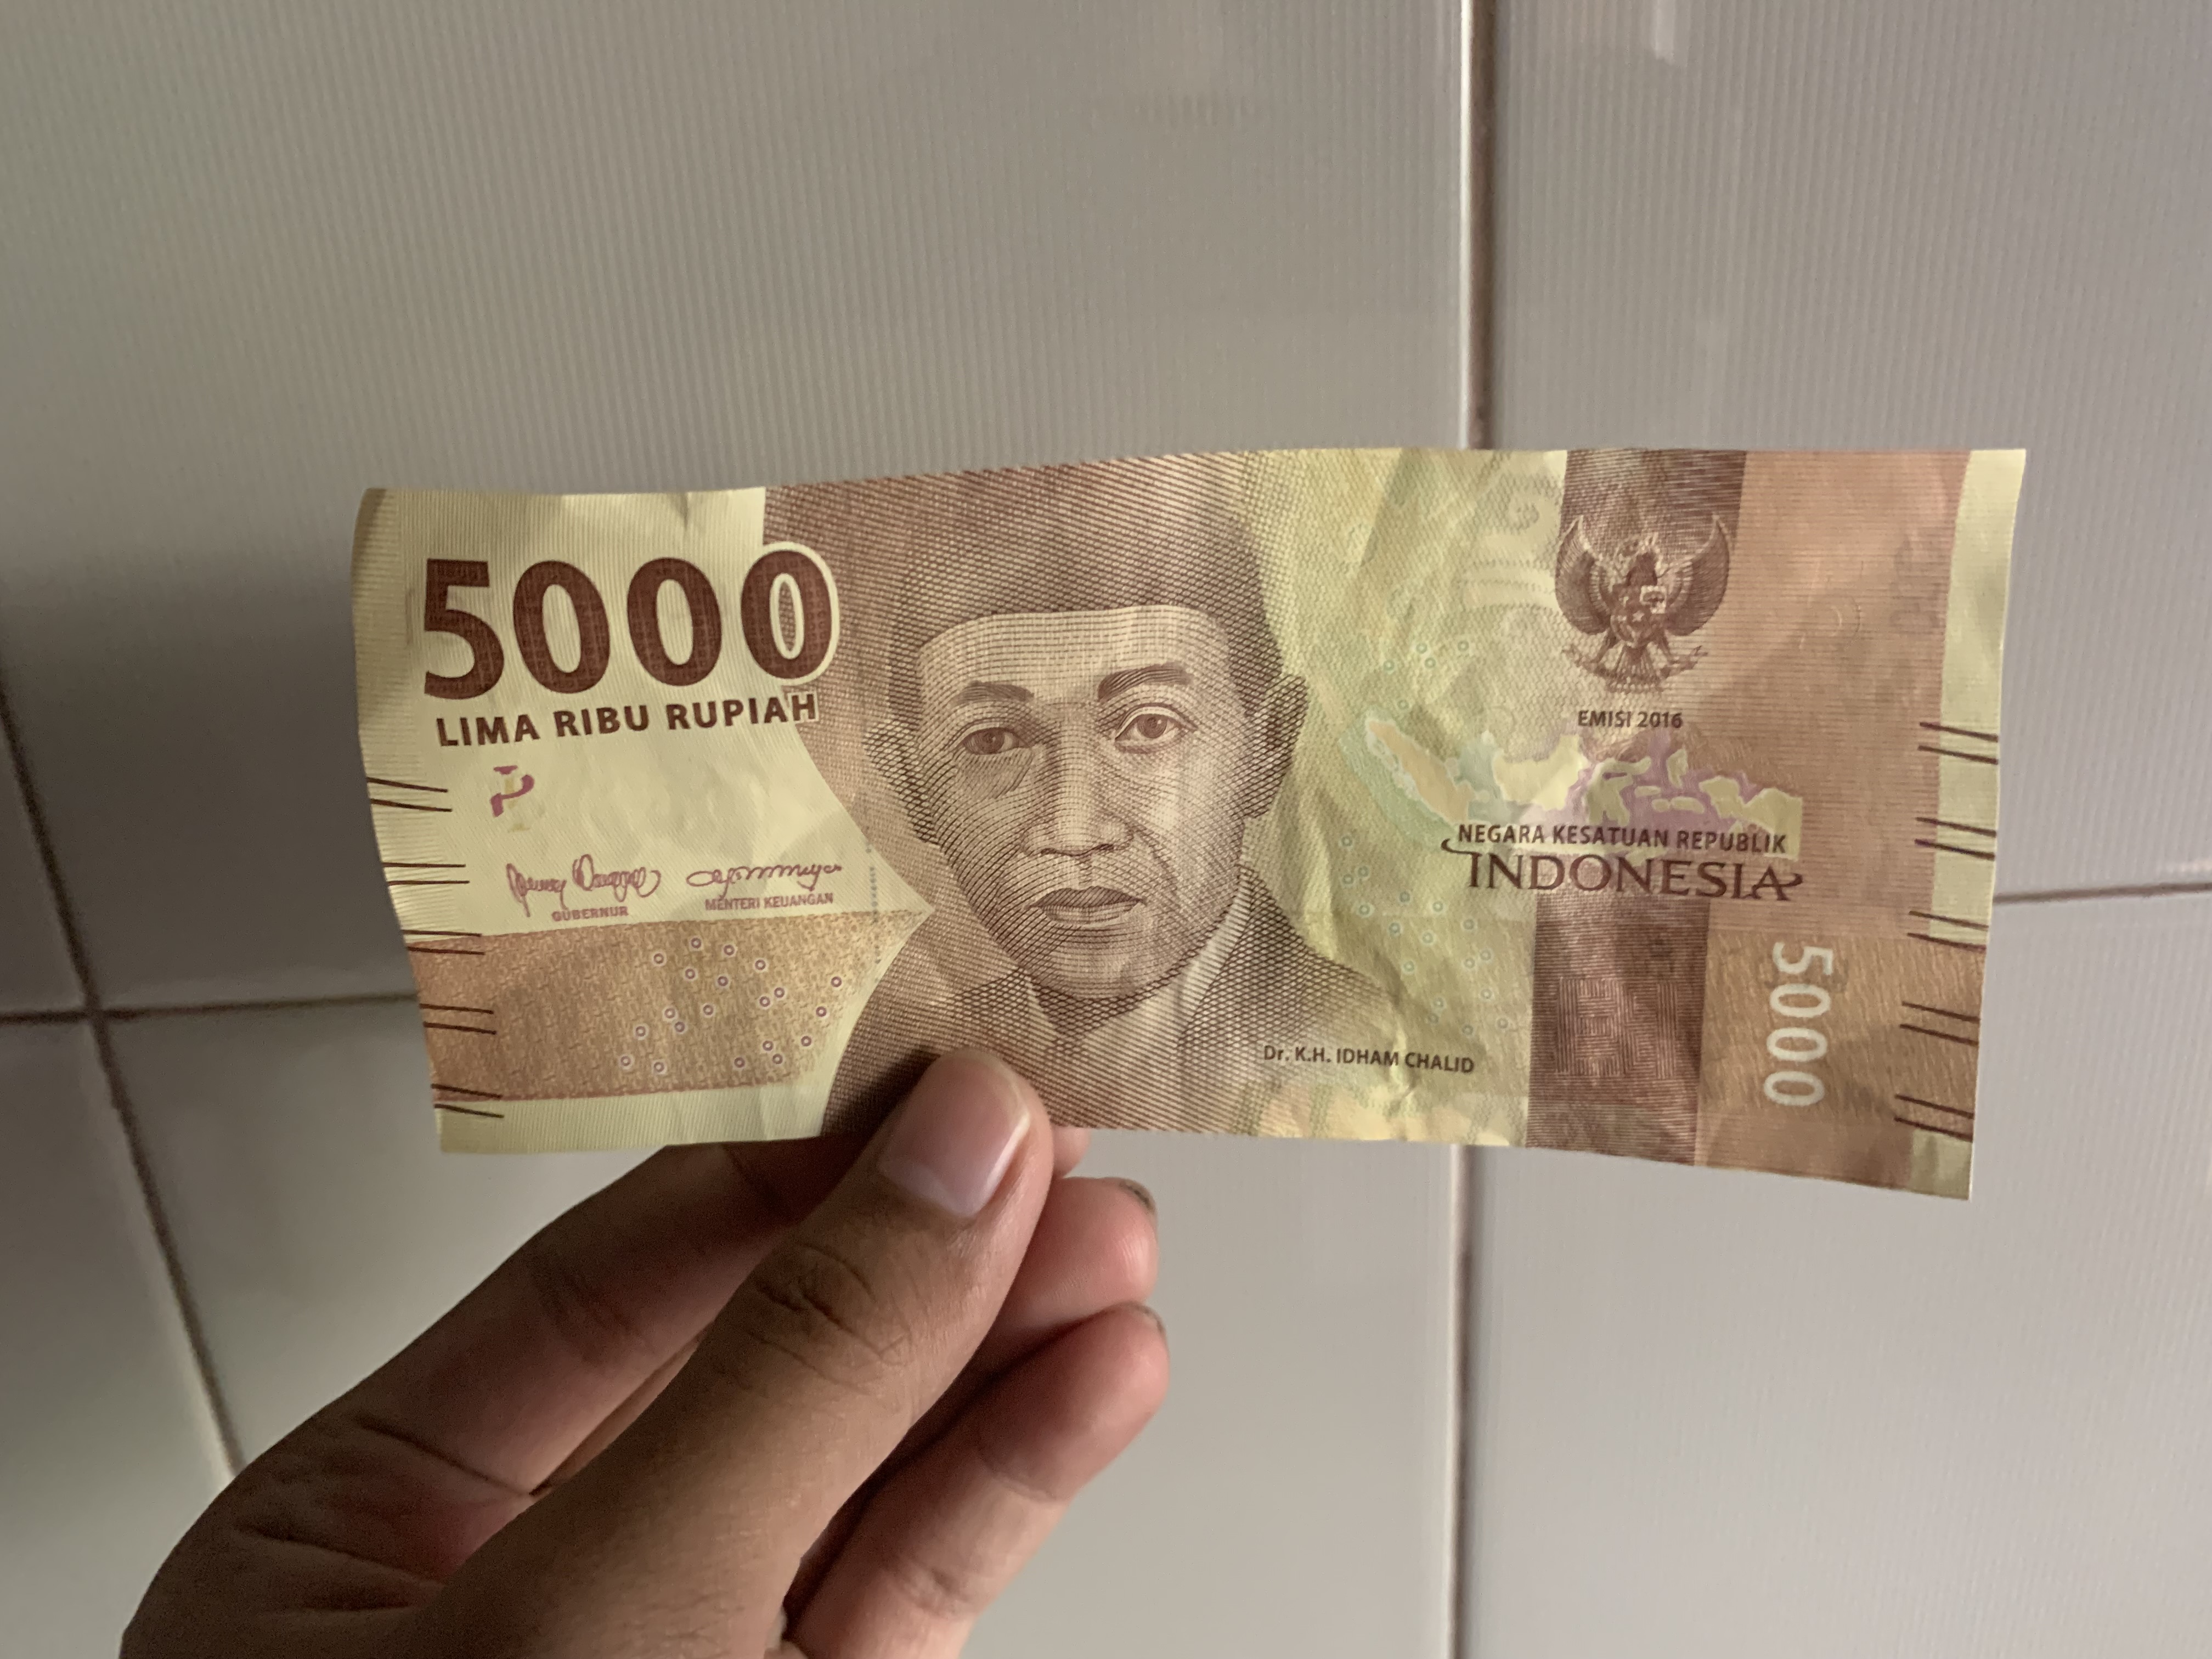 5000
LIMA RIBU RUPIAH
GUBERNUR
MENTERI KEUANGAN
Dr. K.H. IDHAM CHALID
EMISI 2016
NEGARA KESATUAN REPUBLIK
INDONESIA
5000